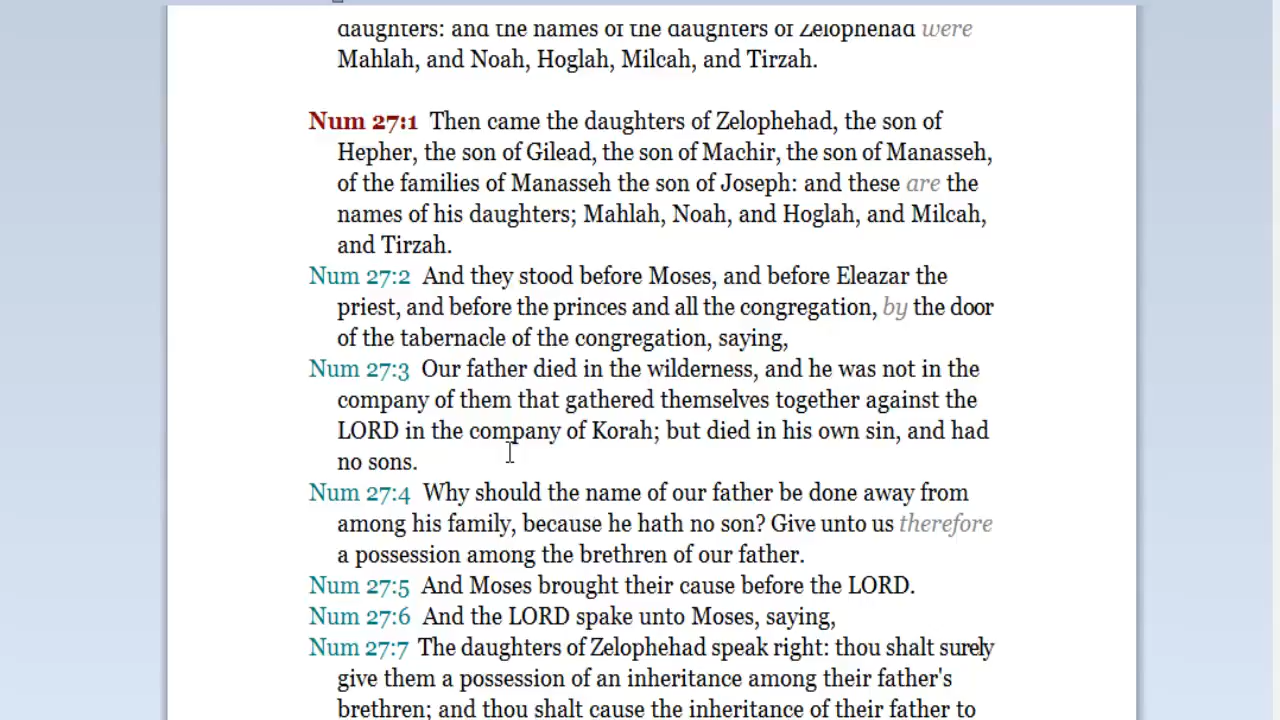 daughters: and the names of the daughters of Zelophehad were
Mahlah, and Noah, Hoglah, Milcah, and Tirzah.
Num 27:1 Then came the daughters of Zelophehad, the son of
Hepher, the son of Gilead, the son of Machir, the son of Manasseh,
of the families of Manasseh the son of Joseph: and these are the
names of his daughters; Mahlah, Noah, and Hoglah, and Milcah,
and Tirzah.
Num 27:2 And they stood before Moses, and before Eleazar the
priest, and before the princes and all the congregation, by the door
of the tabernacle of the congregation, saying,
Num 27:3 Our father died in the wilderness, and he was not in the
company of them that gathered themselves together against the
LORD in the company of Korah; but died in his own sin, and had
no sons.
Num 27:4 Why should the name of our father be done away from
among his family, because he hath no son? Give unto us therefore
a possession among the brethren of our father.
Num 27:5 And Moses brought their cause before the LORD.
Num 27:6 And the LORD spake unto Moses, saying,
Num 27:7 The daughters of Zelophehad speak right: thou shalt surely
give them a possession of an inheritance among their father's
brethren; and thou shalt cause the inheritance of their father to